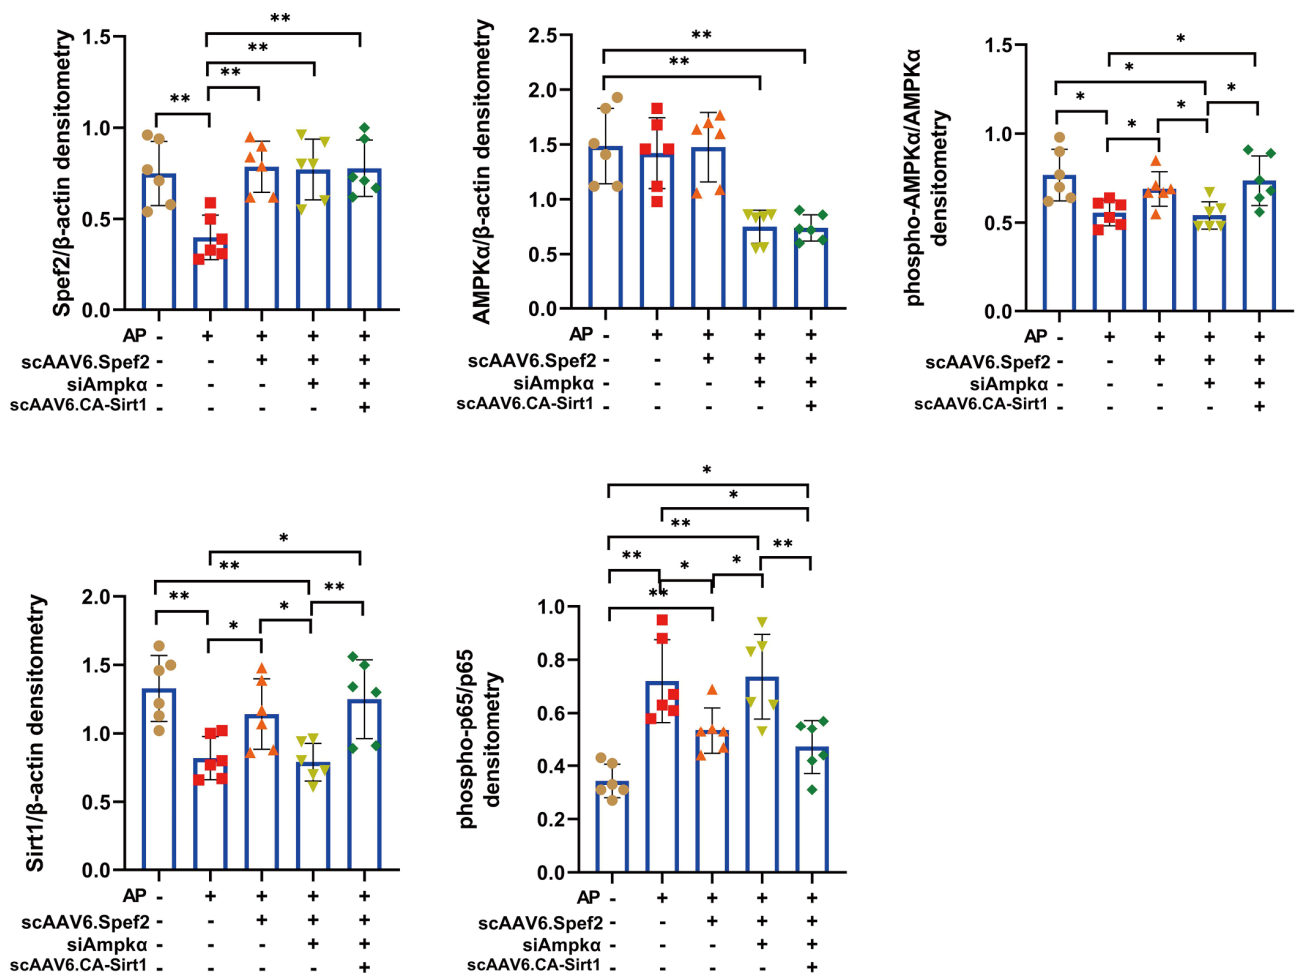 Spef2/β-actin densitometry
1.5
1.0
0.5
0.0
** ** ** **
AP - + + + +
scAAV6.Spef2 - - + + +
siAmpkα - - - + +
scAAV6.CA-Sirt1 - - - - +
AMPKα/β-actin densitometry
2.5
2.0
1.5
1.0
0.5
0.0
** **
AP - + + + +
scAAV6.Spef2 - - + + +
siAmpkα - - - + +
scAAV6.CA-Sirt1 - - - - +
phospho-AMPKα/AMPKα
densitometry
1.5
1.0
0.5
0.0
* * * * * *
AP - + + + +
scAAV6.Spef2 - - + + +
siAmpkα - - - + +
scAAV6.CA-Sirt1 - - - - +
Sirt1/β-actin densitometry
2.0
1.5
1.0
0.5
0.0
* ** ** * * **
AP - + + + +
scAAV6.Spef2 - - + + +
siAmpkα - - - + +
scAAV6.CA-Sirt1 - - - - +
phospho-p65/p65
densitometry
1.0
0.8
0.6
0.4
0.2
0.0
* * ** ** * * ** **
AP - + + + +
scAAV6.Spef2 - - + + +
siAmpkα - - - + +
scAAV6.CA-Sirt1 - - - - +